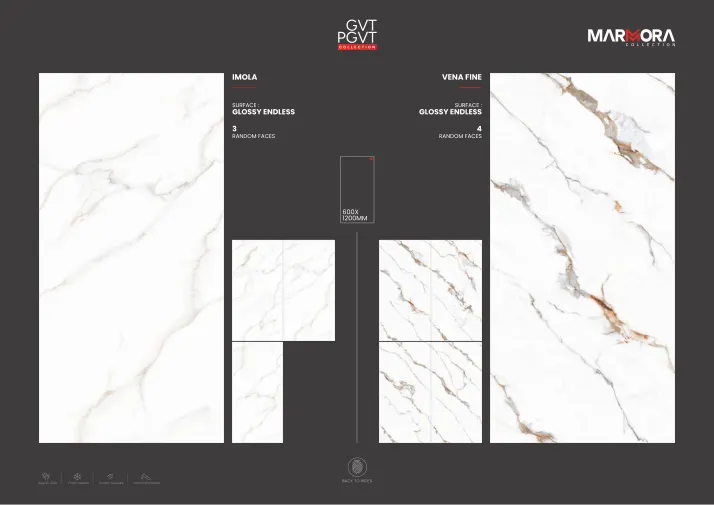 GVT
PGVT
COLLECTION
MARMORA
COLLECTION
IMOLA
SURFACE :
GLOSSY ENDLESS
3
RANDOM FACES
VENA FINE
SURFACE :
GLOSSY ENDLESS
4
RANDOM FACES
600X
1200MM
BACK TO INDEX